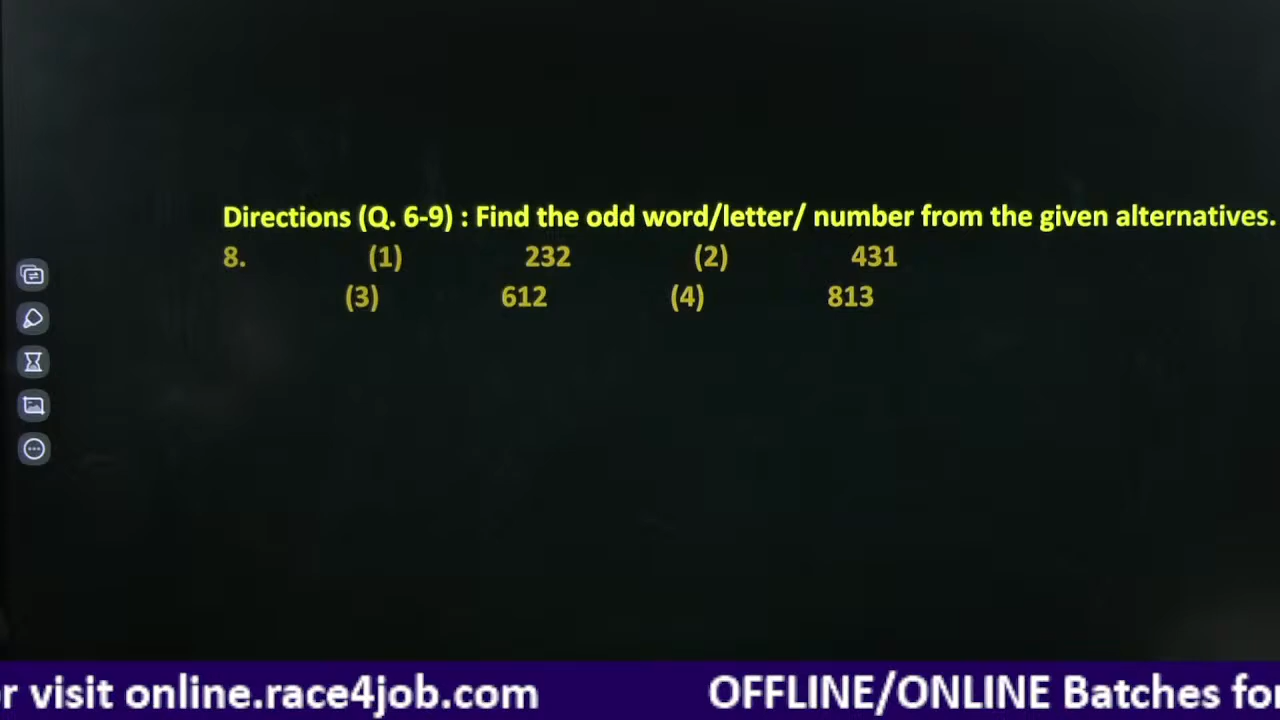 Directions (Q. 6-9) : Find the odd word/letter/ number from the given alternatives.
8. (1) 232 (2) 431
(3) 612 (4) 813
r visit online.race4job.com OFFLINE/ONLINE Batches for